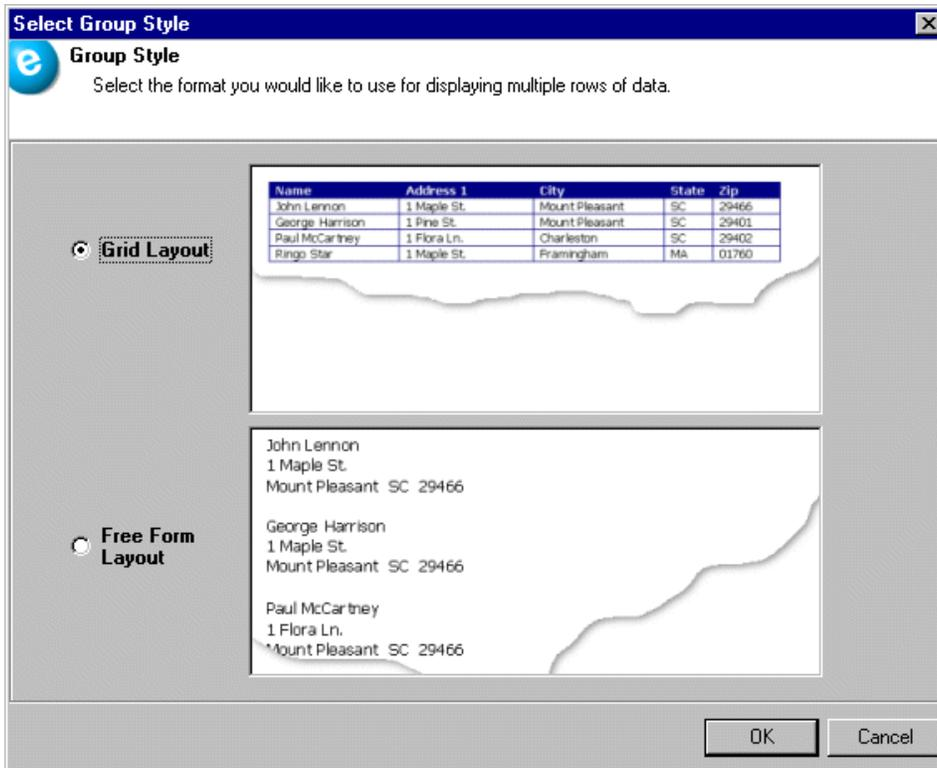 Select Group Style
e
Group Style
Select the format you would like to use for displaying multiple rows of data.
Grid Layout
Name Address 1 City State Zip
John Lennon 1 Maple St. Mount Pleasant SC 29466
George Harrison 1 Pine St. Mount Pleasant SC 29401
Paul McCartney 1 Flora Ln. Charleston SC 29402
Ringo Star 1 Maple St. Framingham MA 01760
Free Form
Layout
John Lennon
1 Maple St.
Mount Pleasant SC 29466
George Harrison
1 Maple St.
Mount Pleasant SC 29466
Paul McCartney
1 Flora Ln.
Mount Pleasant SC 29466
OK Cancel